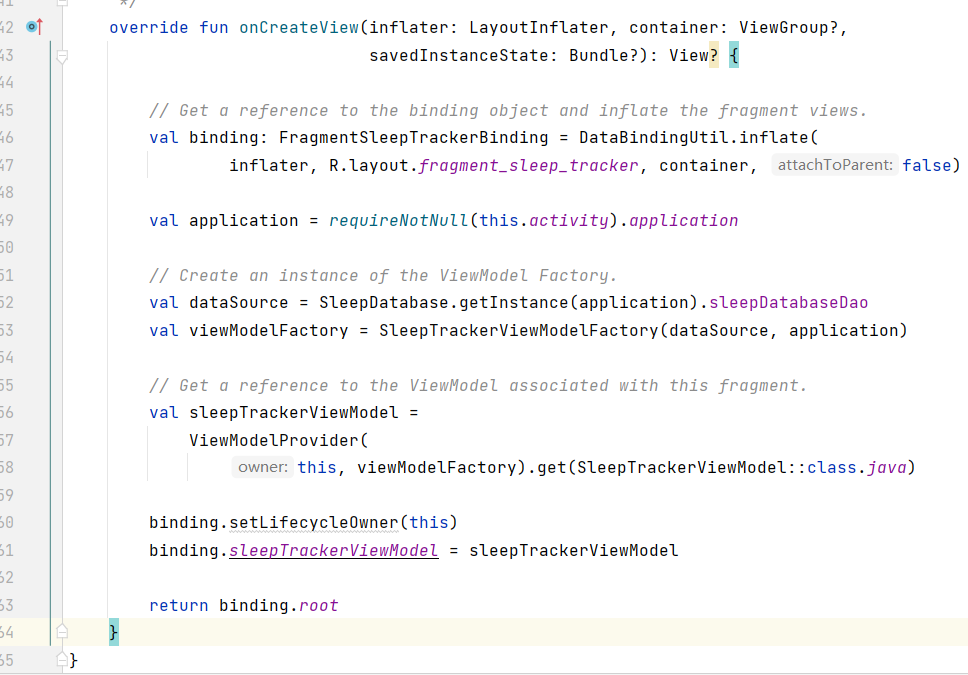 41 */
42 override fun onCreateView(inflater: LayoutInflater, container: ViewGroup?,
43 savedInstanceState: Bundle?): View? {
44
45 // Get a reference to the binding object and inflate the fragment views.
46 val binding: FragmentSleepTrackerBinding = DataBindingUtil.inflate(
47 inflater, R.layout.fragment_sleep_tracker, container, attachToParent: false)
48
49 val application = requireNotNull(this.activity).application
50
51 // Create an instance of the ViewModel Factory.
52 val dataSource = SleepDatabase.getInstance(application).sleepDatabaseDao
53 val viewModelFactory = SleepTrackerViewModelFactory(dataSource, application)
54
55 // Get a reference to the ViewModel associated with this fragment.
56 val sleepTrackerViewModel =
57 ViewModelProvider(
58 owner: this, viewModelFactory).get(SleepTrackerViewModel::class.java)
59
60 binding.setLifecycleOwner(this)
61 binding.sleepTrackerViewModel = sleepTrackerViewModel
62
63 return binding.root
64 }
65 }